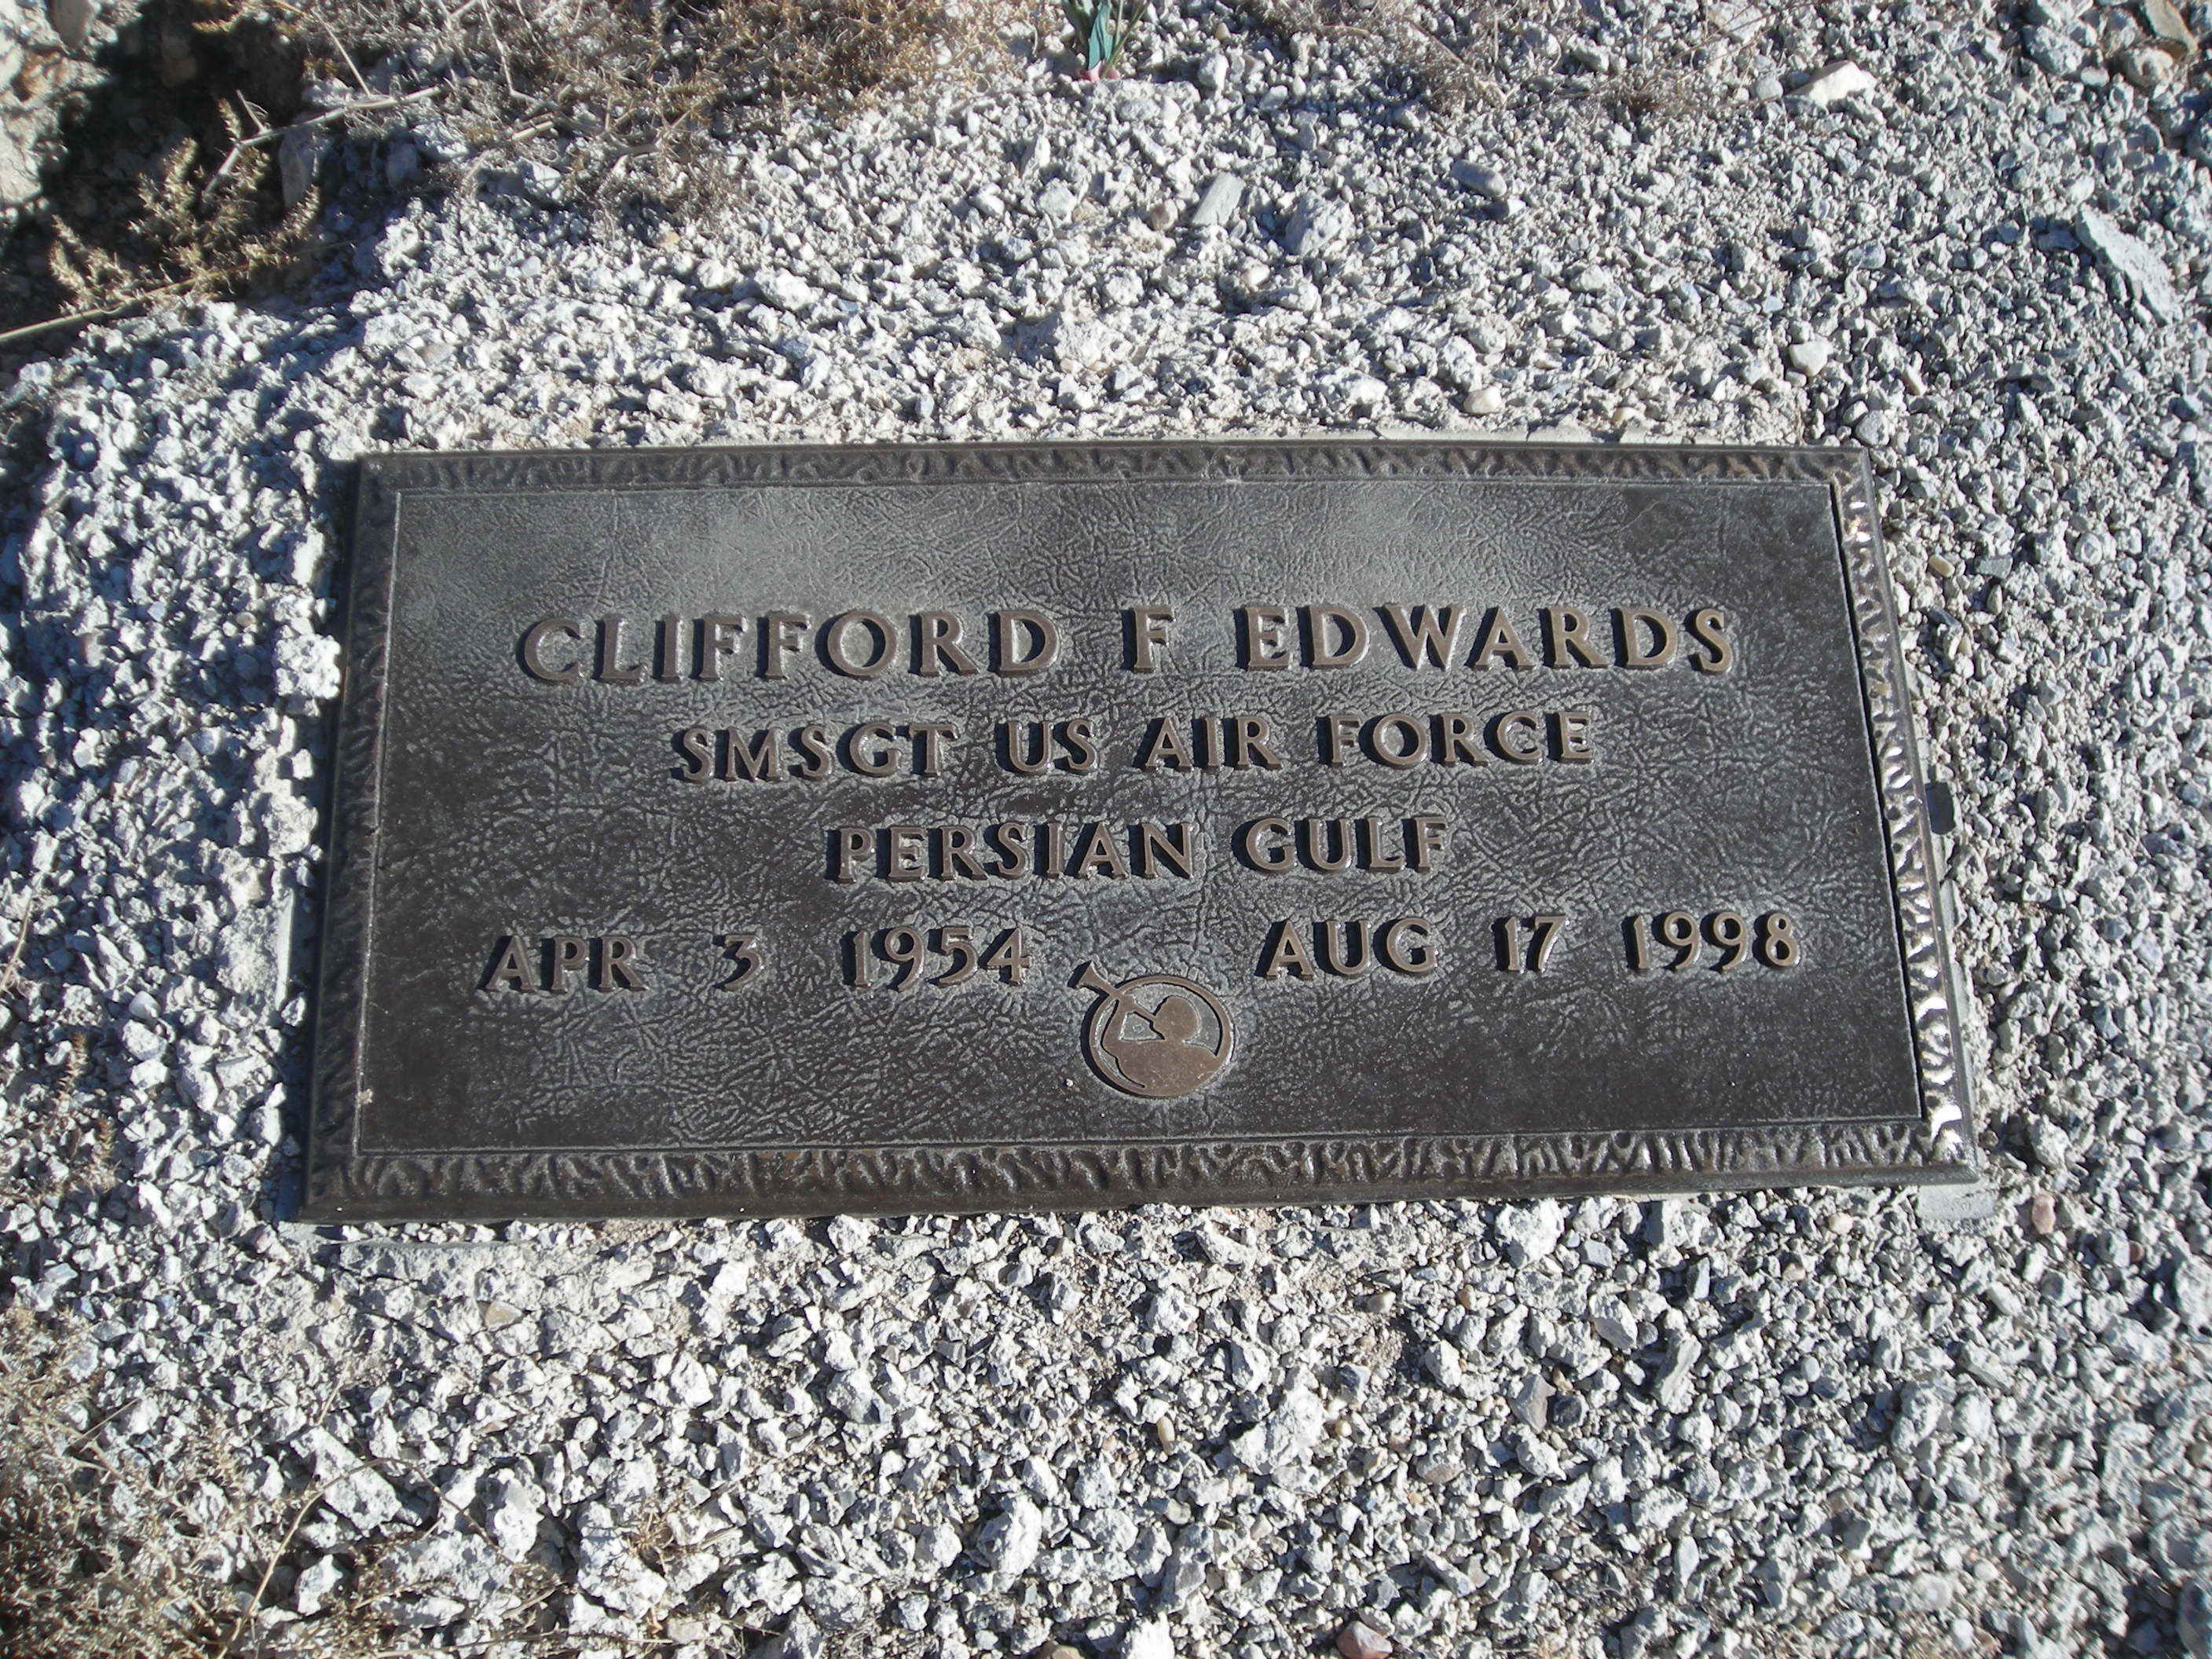 CLIFFORD F EDWARDS
SMSGT US AIR FORCE
PERSIAN GULF
APR 3 1954 AUG 17 1998